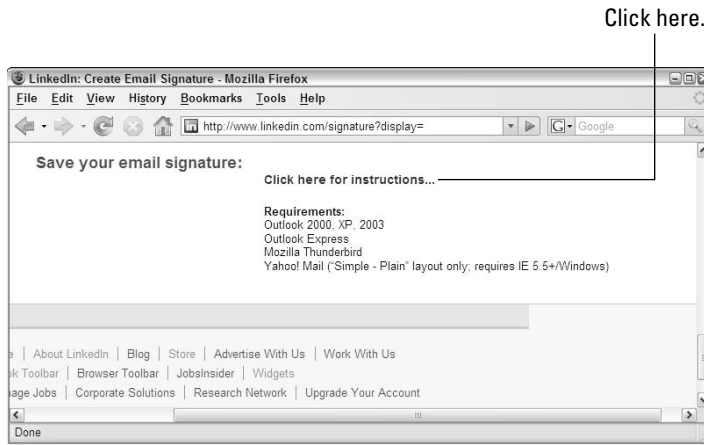 Click here.
LinkedIn: Create Email Signature - Mozilla Firefox
File Edit View History Bookmarks Tools Help
http://www.linkedin.com/signature?display= Google
Save your email signature:
Click here for instructions...
Requirements:
Outlook 2000, XP, 2003
Outlook Express
Mozilla Thunderbird
Yahoo! Mail ("Simple - Plain" layout only; requires IE 5.5+/Windows)
| About LinkedIn | Blog | Store | Advertise With Us | Work With Us
Toolbar | Browser Toolbar | JobsInsider | Widgets
Jobs | Corporate Solutions | Research Network | Upgrade Your Account
Done